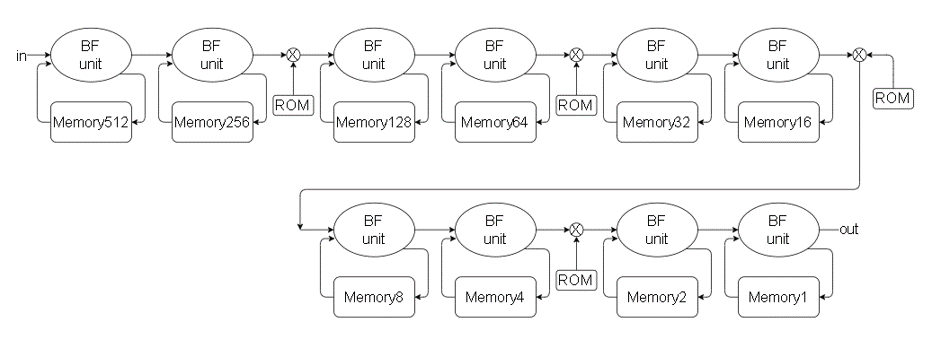 in
BF
unit
BF
unit
X
BF
unit
BF
unit
X
BF
unit
BF
unit
X
ROM
ROM
ROM
Memory512
Memory256
Memory128
Memory64
Memory32
Memory16
BF
unit
BF
unit
X
BF
unit
BF
unit
out
ROM
Memory8
Memory4
Memory2
Memory1